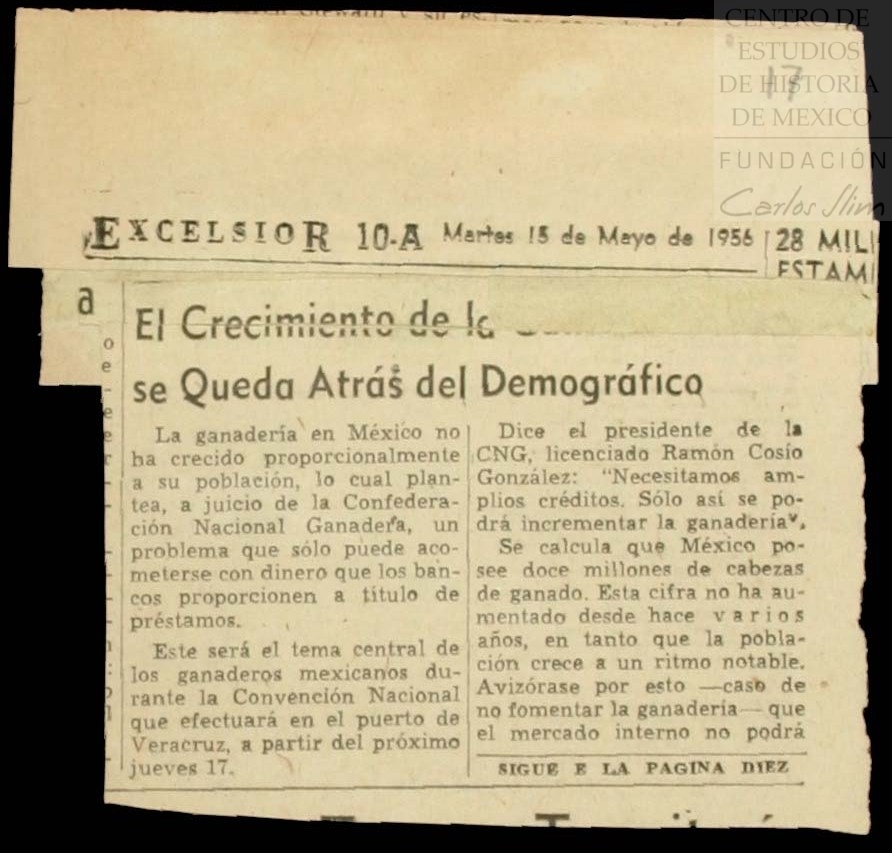 CENTRO DE
ESTUDIOS
DE HISTORIA
DE MEXICO
FUNDACIÓN
Carlos Slim
17
EXCELSIOR 10-A Martes 15 de Mayo de 1956
28 MIL
ESTAM
a
El Crecimiento de la
se Queda Atrás del Demográfico
La ganadería en México no
ha crecido proporcionalmente
a su población, lo cual plan-
tea, a juicio de la Confedera-
ción Nacional Ganadera, un
problema que sólo puede aco-
meterse con dinero que los ban-
cos proporcionen a título de
préstamos.
Este será el tema central de
los ganaderos mexicanos du-
rante la Convención Nacional
que efectuará en el puerto de
Veracruz, a partir del próximo
jueves 17.
Dice el presidente de la
CNG, licenciado Ramón Cosío
González: "Necesitamos am-
plios créditos. Sólo así se po-
drá incrementar la ganadería".
Se calcula que México po-
see doce millones de cabezas
de ganado. Esta cifra no ha au-
mentado desde hace varios
años, en tanto que la pobla-
ción crece a un ritmo notable.
Avizórase por esto —caso de
no fomentar la ganadería— que
el mercado interno no podrá
SIGUE E LA PAGINA DIEZ